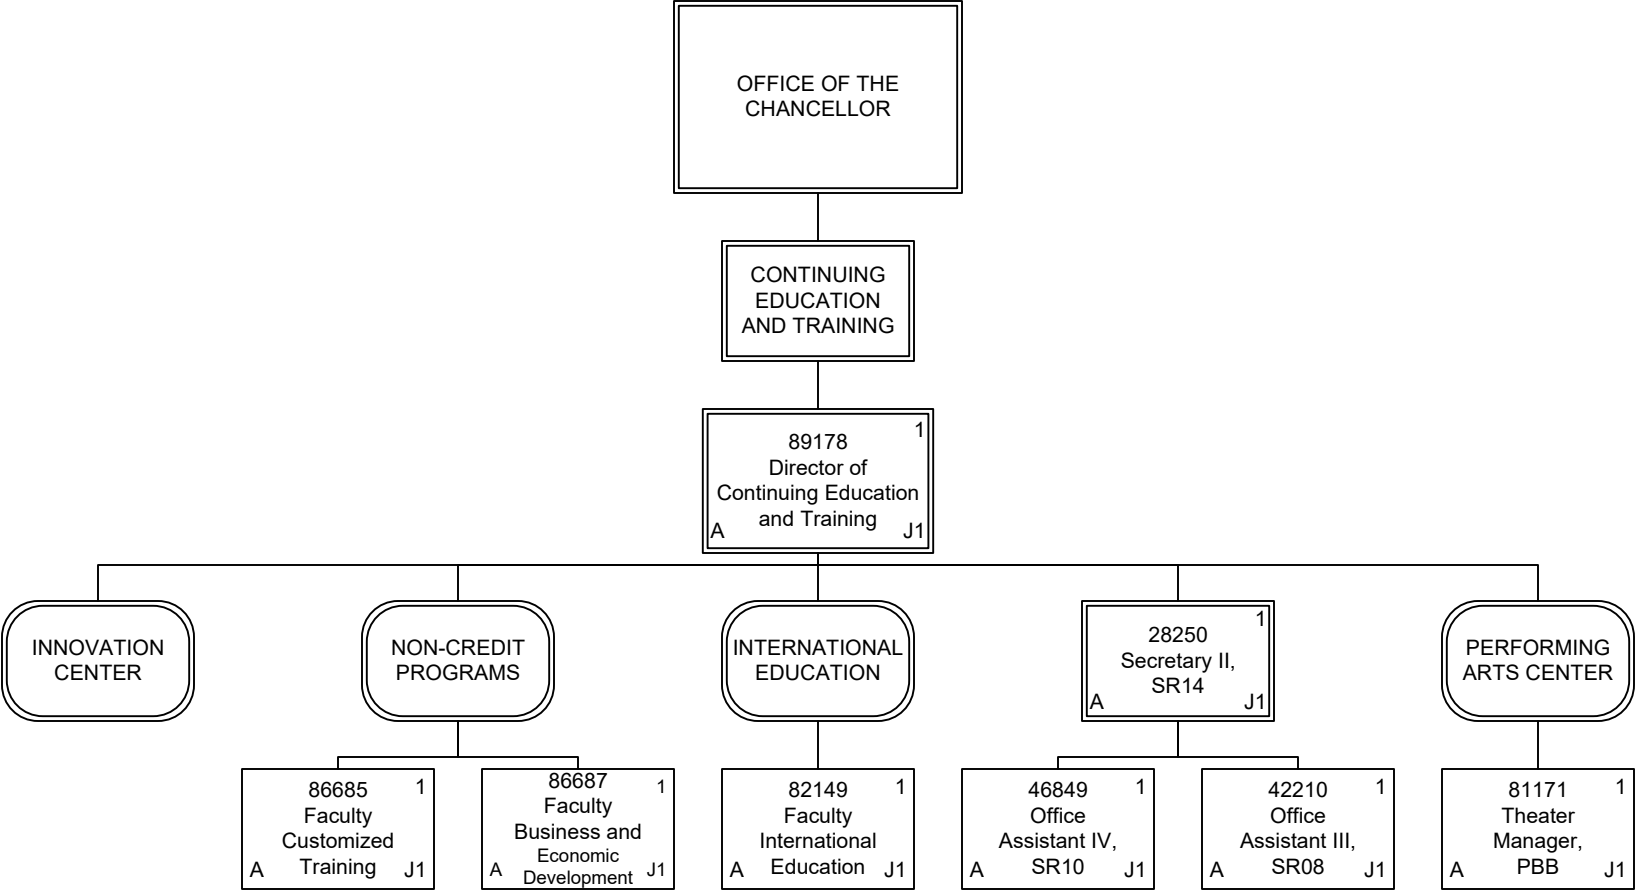 OFFICE OF THE
CHANCELLOR
CONTINUING
EDUCATION
AND TRAINING
1
89178
Director of
Continuing Education
and Training
A J1
INNOVATION
CENTER
NON-CREDIT
PROGRAMS
INTERNATIONAL
EDUCATION
1
28250
Secretary II,
SR14
A J1
PERFORMING
ARTS CENTER
86685 1
Faculty
Customized
Training
A J1
86687 1
Faculty
Business and
Economic
Development
A J1
82149 1
Faculty
International
Education
A J1
46849 1
Office
Assistant IV,
SR10
A J1
42210 1
Office
Assistant III,
SR08
A J1
81171 1
Theater
Manager,
PBB
A J1